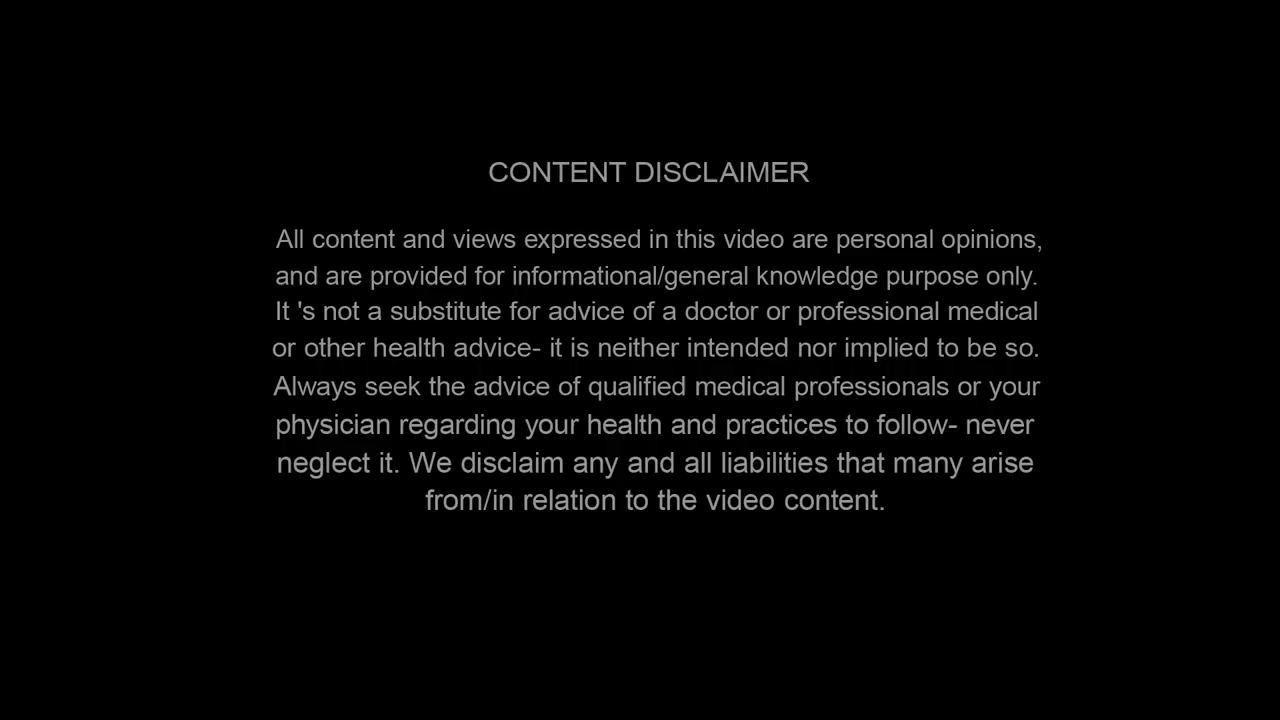 CONTENT DISCLAIMER
All content and views expressed in this video are personal opinions,
and are provided for informational/general knowledge purpose only.
It 's not a substitute for advice of a doctor or professional medical
or other health advice- it is neither intended nor implied to be so.
Always seek the advice of qualified medical professionals or your
physician regarding your health and practices to follow- never
neglect it. We disclaim any and all liabilities that many arise
from/in relation to the video content.